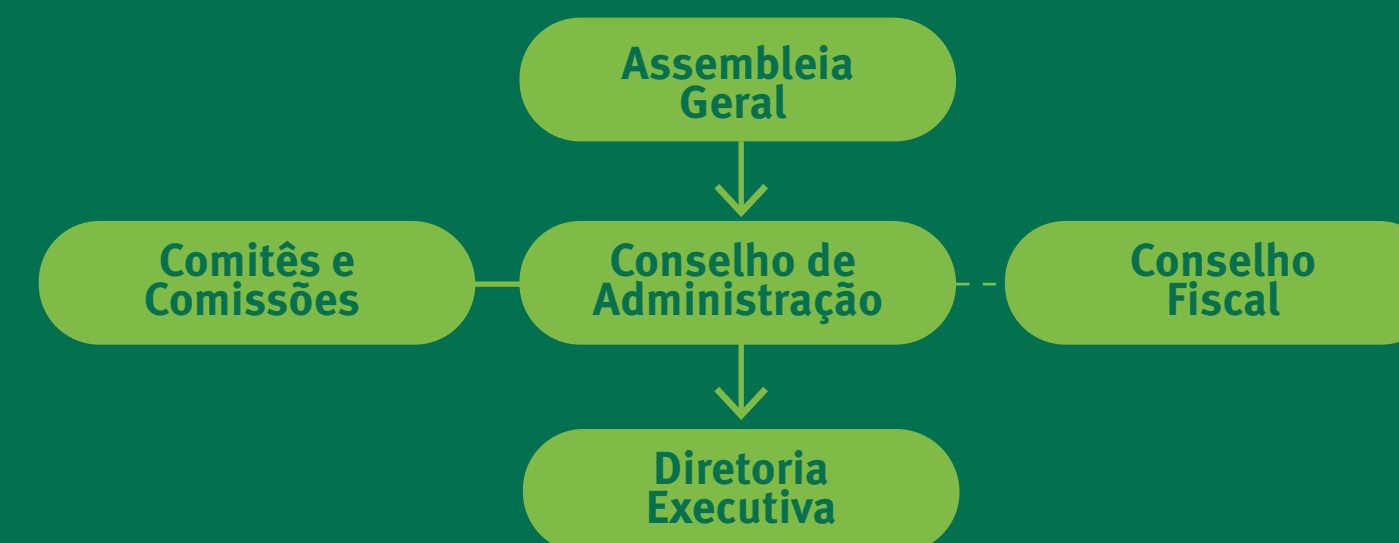 Assembleia
Geral
Comitês e
Comissões
Conselho de
Administração
Conselho
Fiscal
Diretoria
Executiva